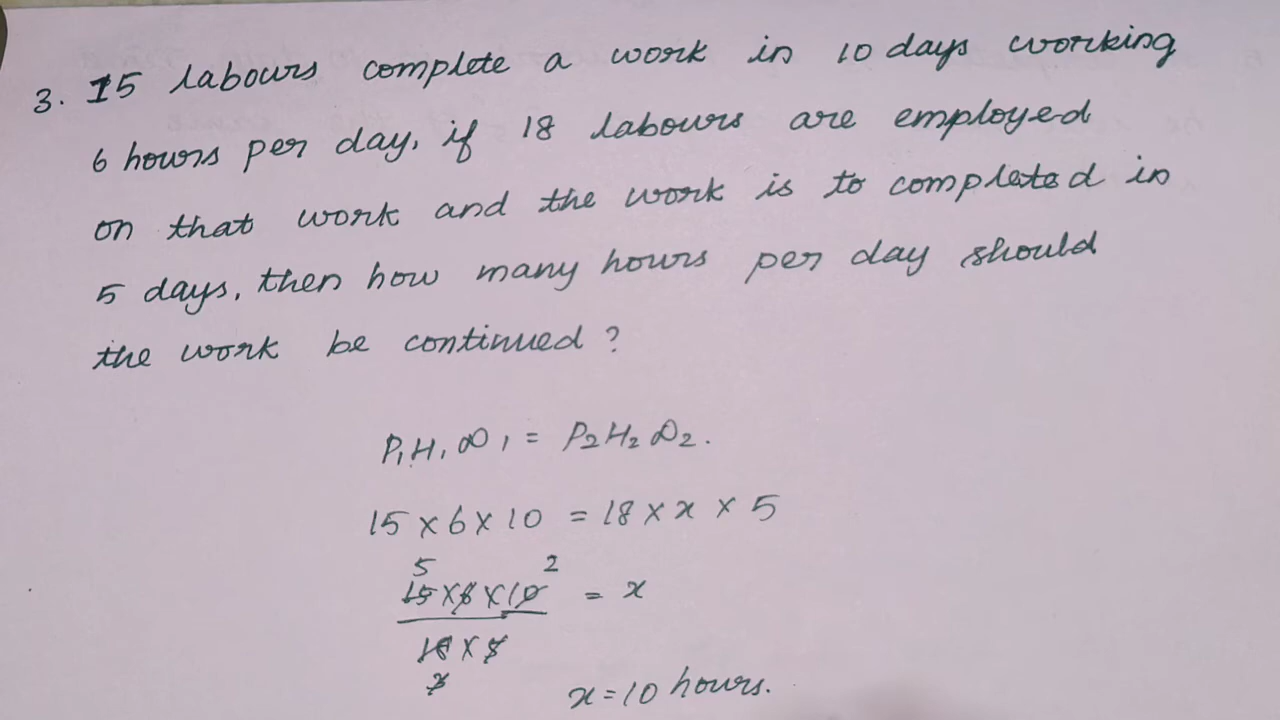 3. 15 labours complete a work in 10 days working
6 hours per day, if 18 labours are employed
on that work and the work is to completed in
5 days, then how many hours per day should
the work be continued ?
P₁H₁D₁ = P₂H₂D₂.
15 × 6 × 10 = 18 × x × 5
5 2
15 × 6 × 10 = x
18 × 5
3
x = 10 hours.